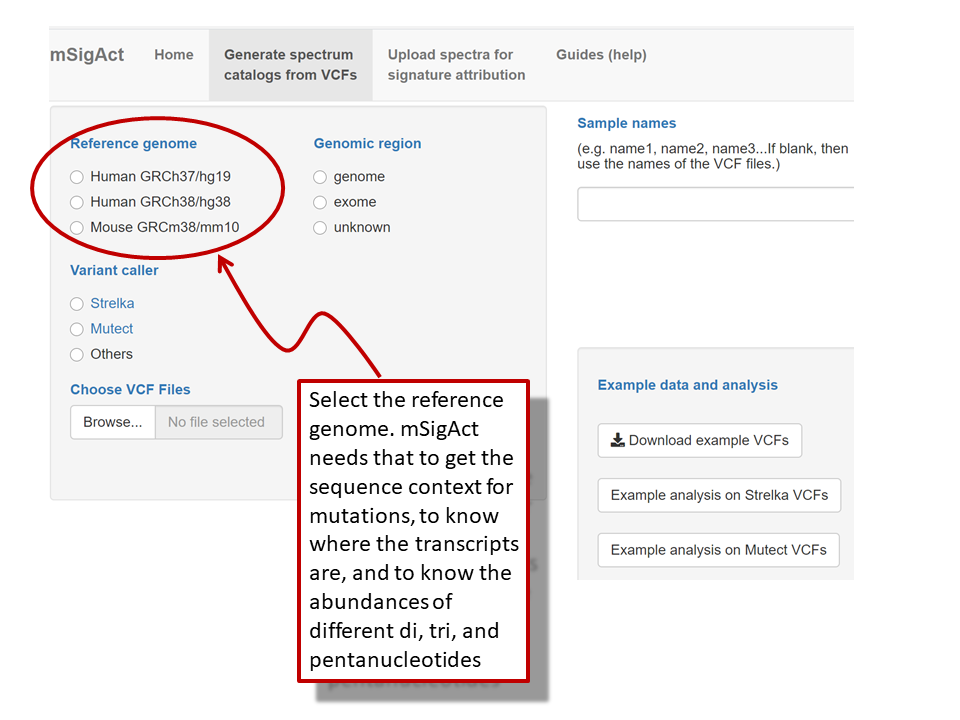 mSigAct
Home
Generate spectrum
catalogs from VCFs
Upload spectra for
signature attribution
Guides (help)
Reference genome
Human GRCh37/hg19
Human GRCh38/hg38
Mouse GRCm38/mm10
Genomic region
genome
exome
unknown
Variant caller
Strelka
Mutect
Others
Choose VCF Files
Browse...
No file selected
Sample names
(e.g. name1, name2, name3...If blank, then
use the names of the VCF files.)
Example data and analysis
Download example VCFs
Example analysis on Strelka VCFs
Example analysis on Mutect VCFs
Select the reference
genome. mSigAct
needs that to get the
sequence context for
mutations, to know
where the transcripts
are, and to know the
abundances of
different di, tri, and
pentanucleotides